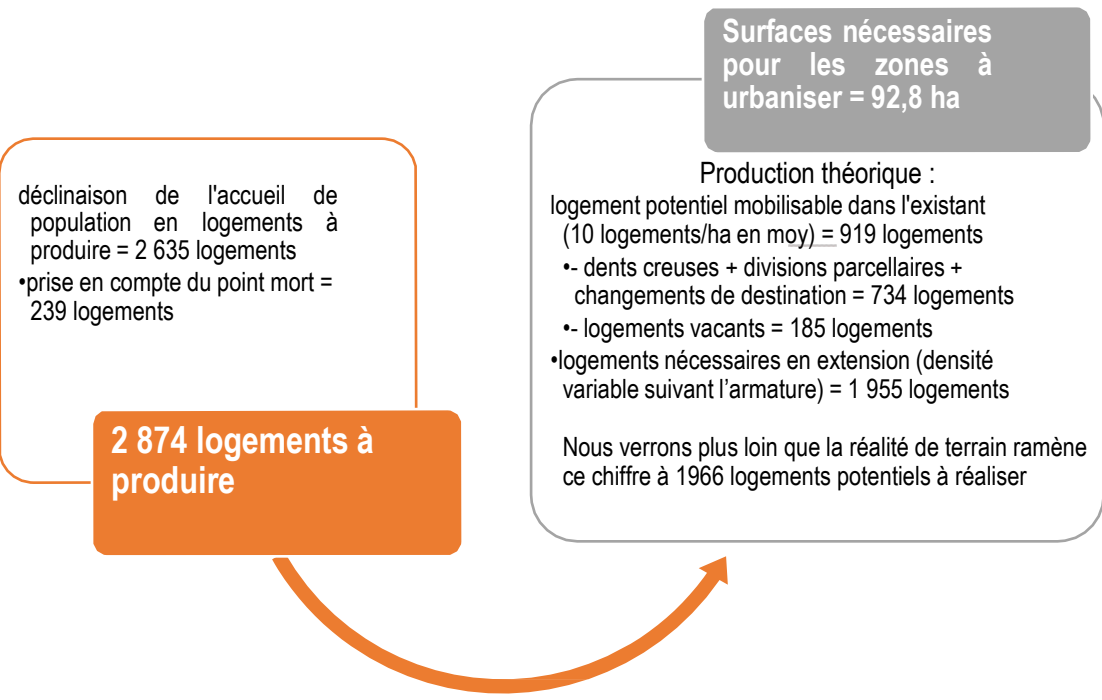 déclinaison de l'accueil de
population en logements à
produire = 2 635 logements
•prise en compte du point mort =
239 logements
2 874 logements à
produire
Surfaces nécessaires
pour les zones à
urbaniser = 92,8 ha
Production théorique :
logement potentiel mobilisable dans l'existant
(10 logements/ha en moy) = 919 logements
•- dents creuses + divisions parcellaires +
changements de destination = 734 logements
•- logements vacants = 185 logements
•logements nécessaires en extension (densité
variable suivant l’armature) = 1 955 logements
Nous verrons plus loin que la réalité de terrain ramène
ce chiffre à 1966 logements potentiels à réaliser